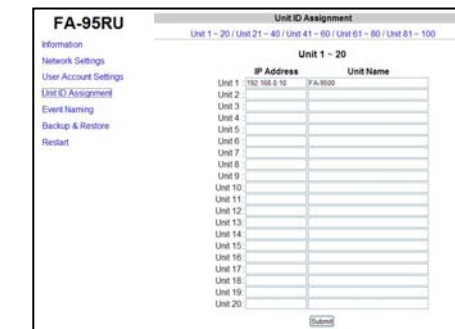 FA-95RU
Information
Network Settings
User Account Settings
Unit ID Assignment
Event Naming
Backup & Restore
Restart
Unit ID Assignment
Unit 1 ~ 20 / Unit 21 ~ 40 / Unit 41 ~ 60 / Unit 61 ~ 80 / Unit 81 ~ 100
Unit 1 ~ 20
IP Address Unit Name
Unit 1 : 192.168.0.10 FA-9500
Unit 2 :
Unit 3 :
Unit 4 :
Unit 5 :
Unit 6 :
Unit 7 :
Unit 8 :
Unit 9 :
Unit 10:
Unit 11:
Unit 12:
Unit 13:
Unit 14:
Unit 15:
Unit 16:
Unit 17:
Unit 18:
Unit 19:
Unit 20:
Submit